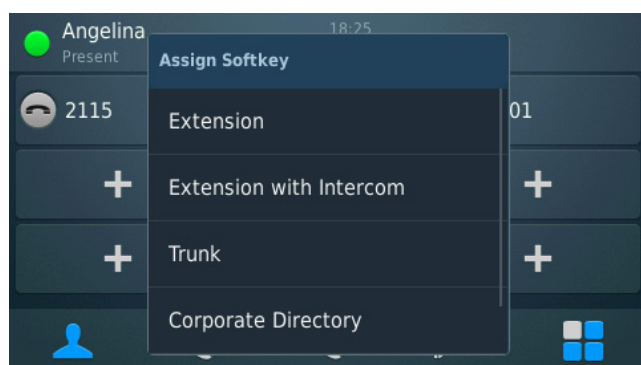 Angelina
18:25
Present
Assign Softkey
2115
01
Extension
Extension with Intercom
Trunk
Corporate Directory